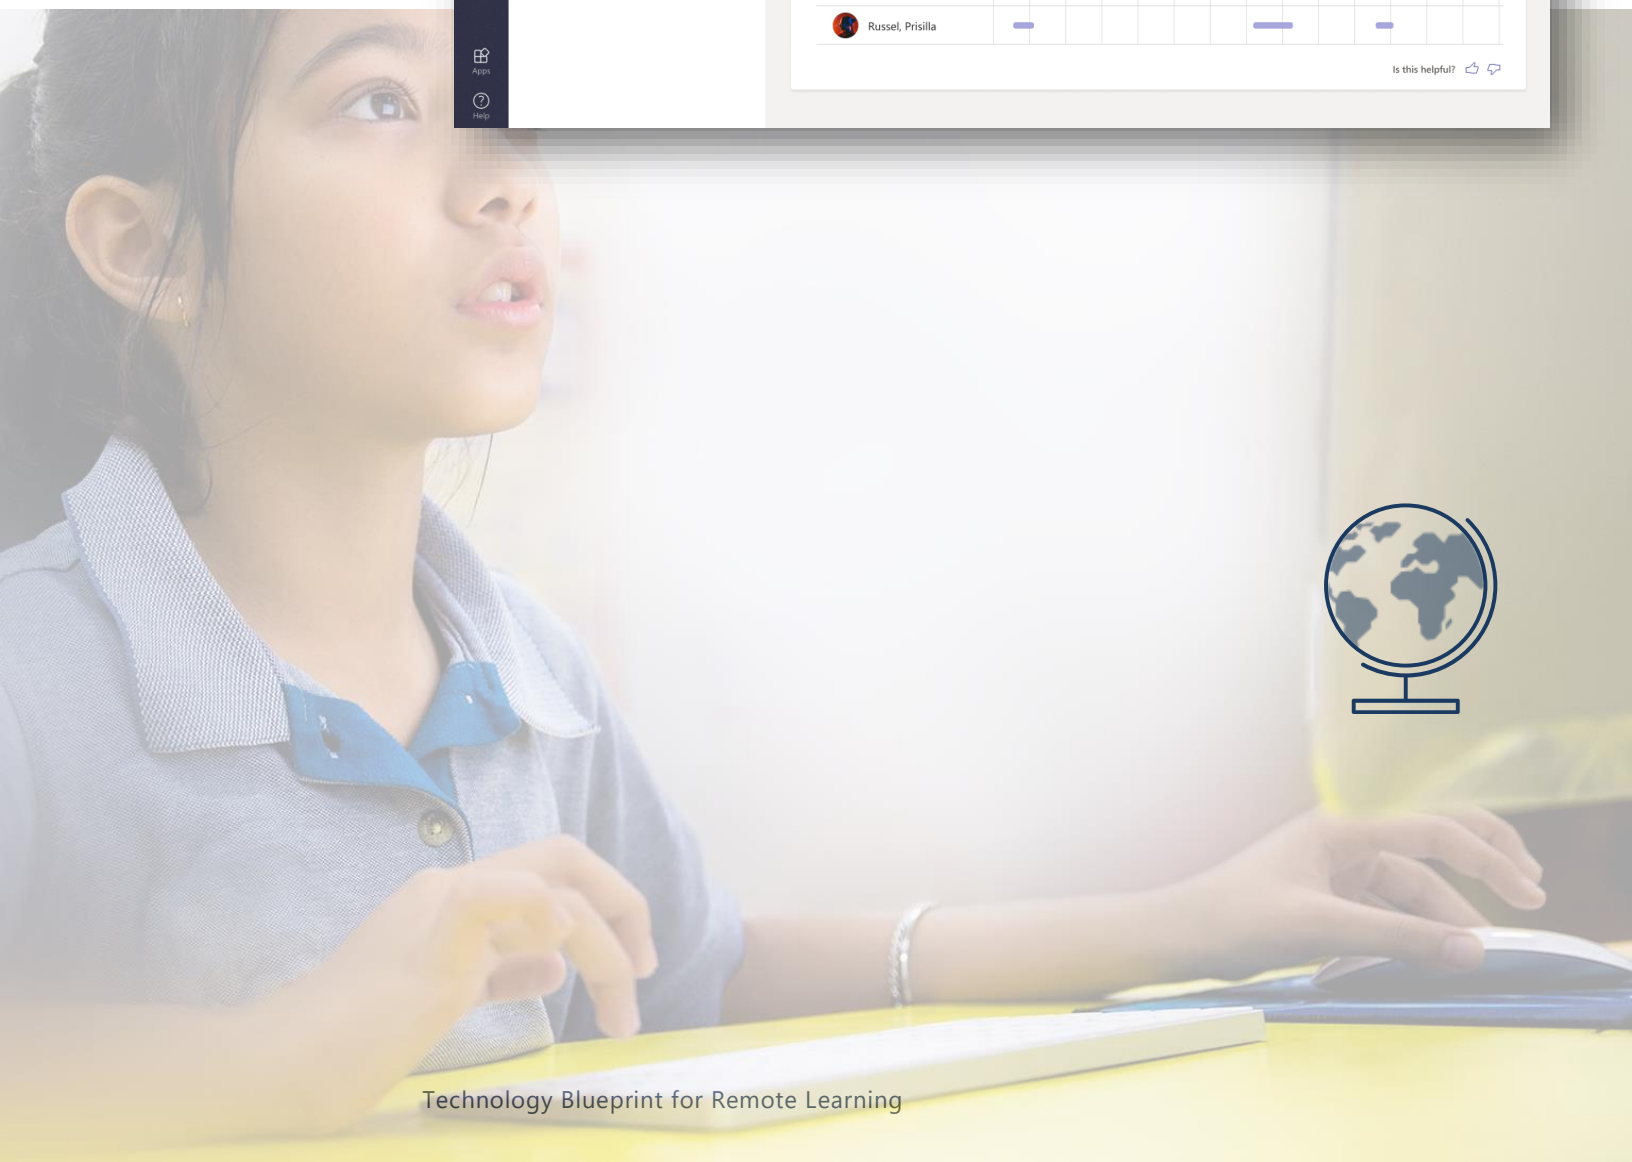 Russel, Prisilla
Is this helpful?
Apps
Help
Technology Blueprint for Remote Learning